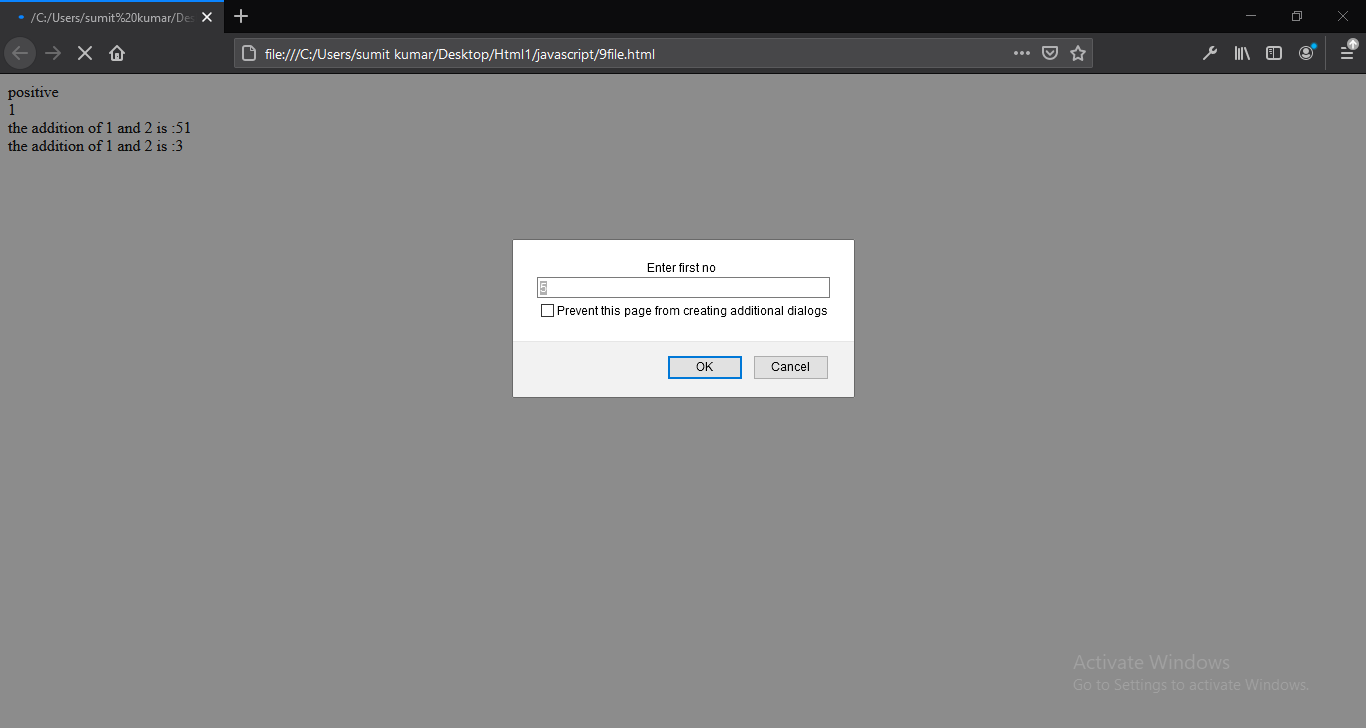 /C:/Users/sumit%20kumar/Des
file:///C:/Users/sumit kumar/Desktop/Html1/javascript/9file.html
positive
1
the addition of 1 and 2 is :51
the addition of 1 and 2 is :3
Enter first no
5
Prevent this page from creating additional dialogs
OK Cancel
Activate Windows
Go to Settings to activate Windows.